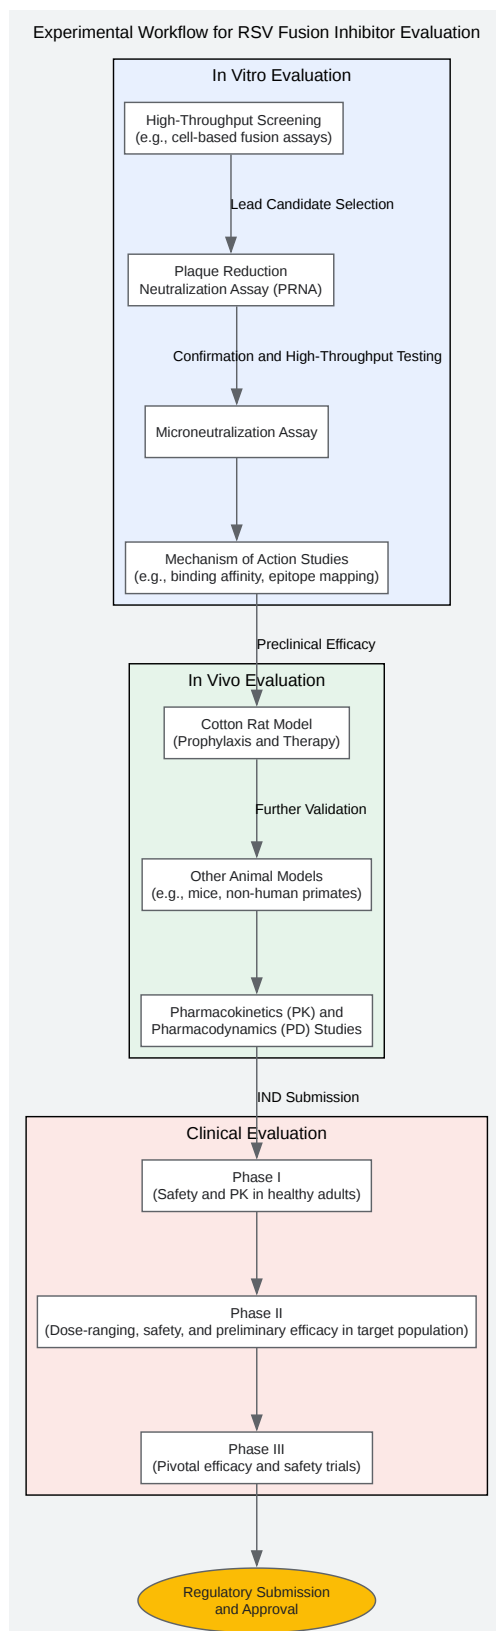 Experimental Workflow for RSV Fusion Inhibitor Evaluation
In Vitro Evaluation
High-Throughput Screening
(e.g., cell-based fusion assays)
Lead Candidate Selection
Plaque Reduction
Neutralization Assay (PRNA)
Confirmation and High-Throughput Testing
Microneutralization Assay
Mechanism of Action Studies
(e.g., binding affinity, epitope mapping)
Preclinical Efficacy
In Vivo Evaluation
Cotton Rat Model
(Prophylaxis and Therapy)
Further Validation
Other Animal Models
(e.g., mice, non-human primates)
Pharmacokinetics (PK) and
Pharmacodynamics (PD) Studies
IND Submission
Clinical Evaluation
Phase I
(Safety and PK in healthy adults)
Phase II
(Dose-ranging, safety, and preliminary efficacy in target population)
Phase III
(Pivotal efficacy and safety trials)
Regulatory Submission
and Approval